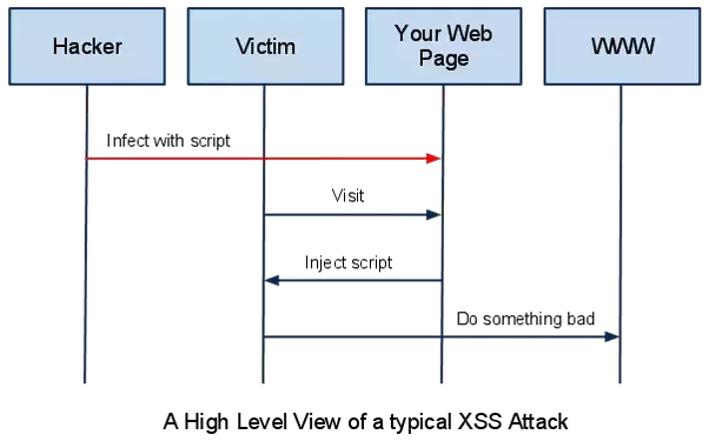 Hacker
Victim
Your Web
Page
WWW
Infect with script
Visit
Inject script
Do something bad
A High Level View of a typical XSS Attack